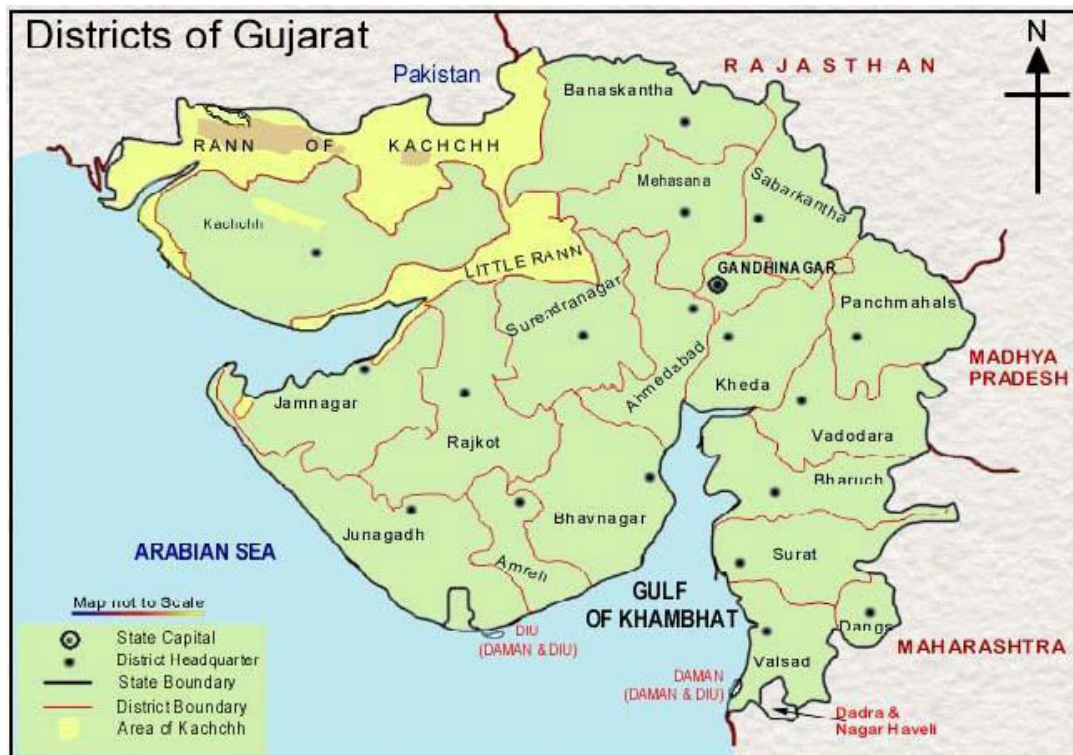 Districts of Gujarat
N
Pakistan
RAJASTHAN
Banaskantha
RANN OF KACHCHH
Mehasana
Sabarkantha
Kachchh
LITTLE RANN
GANDHINAGAR
Surendranagar
Panchmahals
Ahmedabad
MADHYA
PRADESH
Kheda
Jamnagar
Rajkot
Vadodara
Bharuch
Bhavnagar
Junagadh
ARABIAN SEA
Surat
Amreli
GULF
OF KHAMBHAT
Map not to Scale
State Capital
District Headquarter
State Boundary
District Boundary
Area of Kachchh
DIU
(DAMAN & DIU)
Dangs
MAHARASHTRA
Valsad
DAMAN
(DAMAN & DIU)
Dadra &
Nagar Haveli